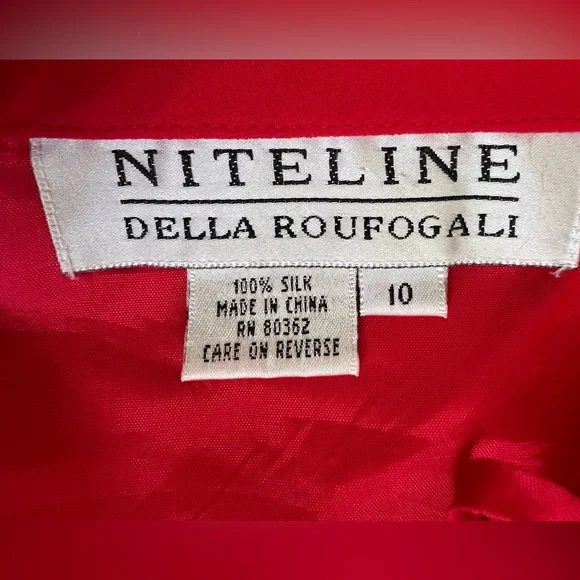 NITELINE
DELLA ROUFOGALI
100% SILK
MADE IN CHINA
RN 80362
CARE ON REVERSE
10